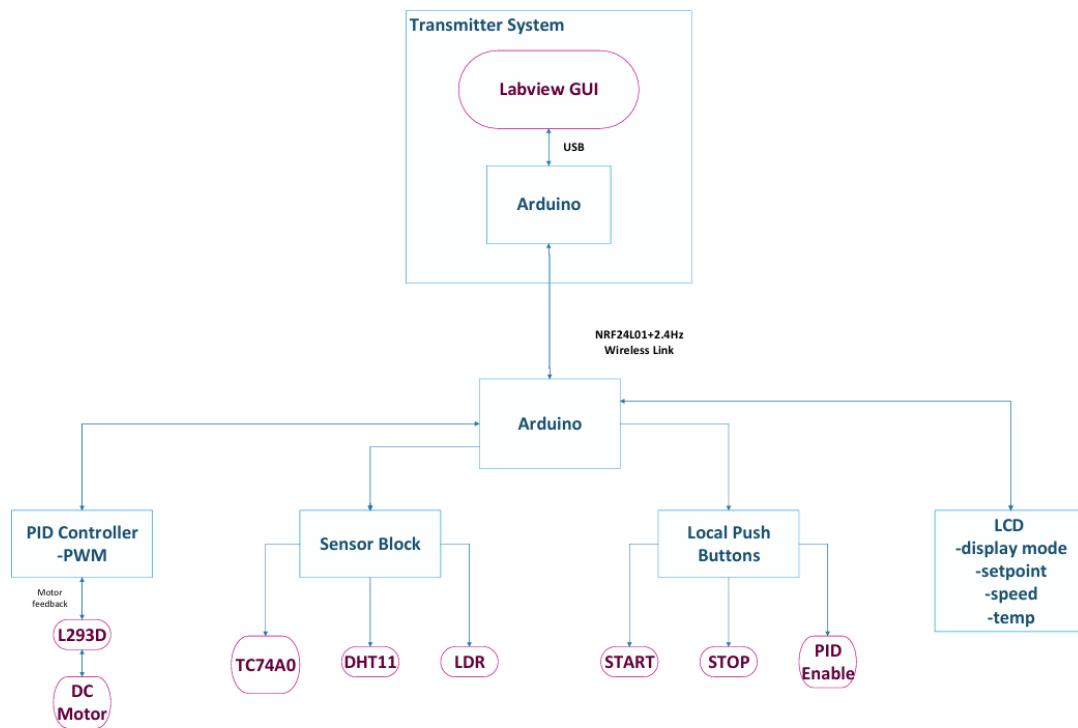 Transmitter System
Labview GUI
USB
Arduino
NRF24L01+2.4Hz
Wireless Link
Arduino
PID Controller
-PWM
Sensor Block
Local Push
Buttons
LCD
-display mode
-setpoint
-speed
-temp
Motor
feedback
L293D
DC
Motor
TC74A0
DHT11
LDR
START
STOP
PID
Enable